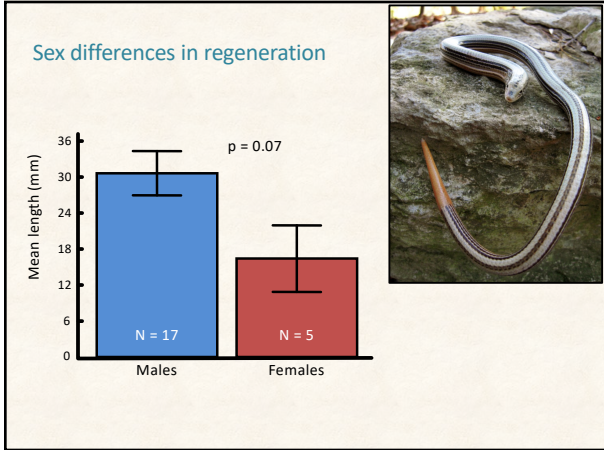 Sex differences in regeneration
p = 0.07
Mean length (mm)
36
30
24
18
12
6
0
N = 17
N = 5
Males
Females